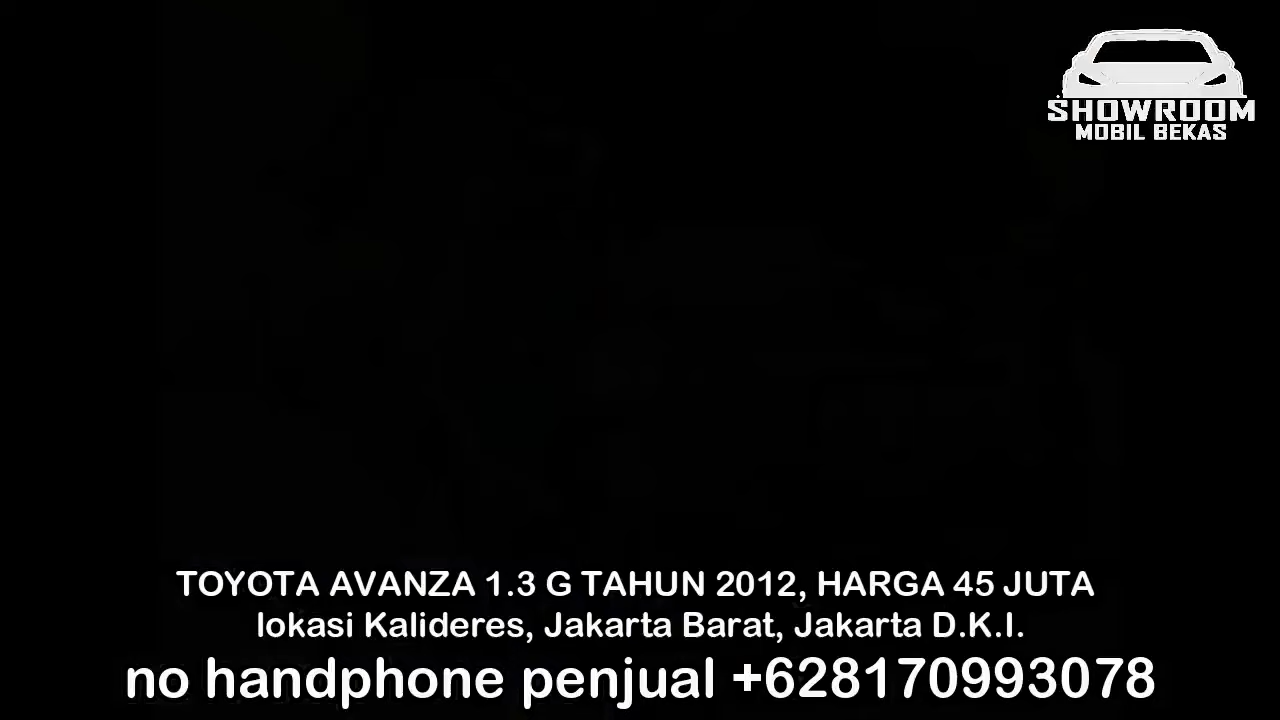 SHOWROOM
MOBIL BEKAS
TOYOTA AVANZA 1.3 G TAHUN 2012, HARGA 45 JUTA
lokasi Kalideres, Jakarta Barat, Jakarta D.K.I.
no handphone penjual +628170993078